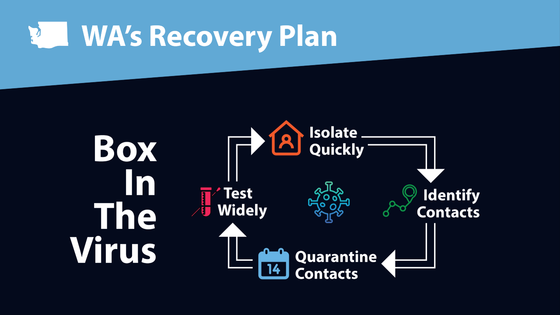 WA's Recovery Plan
Box
In
The
Virus
Isolate
Quickly
Identify
Contacts
14
Quarantine
Contacts
Test
Widely